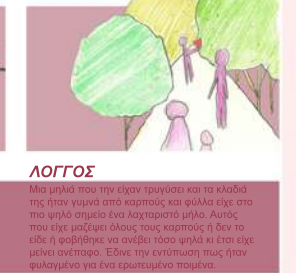 ΛΟΓΓΟΣ
Μια μηλιά που την είχαν τρυγύσει και τα κλαδιά
της ήταν γυμνά από καρπούς και φύλλα είχε στο
πιο ψηλό σημείο ένα λαχταριστό μήλο. Αυτός
που είχε μαζέψει όλους τους καρπούς ή δεν το
είδε ή φοβήθηκε να ανέβει τόσο ψηλά κι έτσι είχε
μείνει ανέπαφο. Έδινε την εντύπωση πως ήταν
φυλαγμένο για ένα ερωτευμένο ποιμένα.